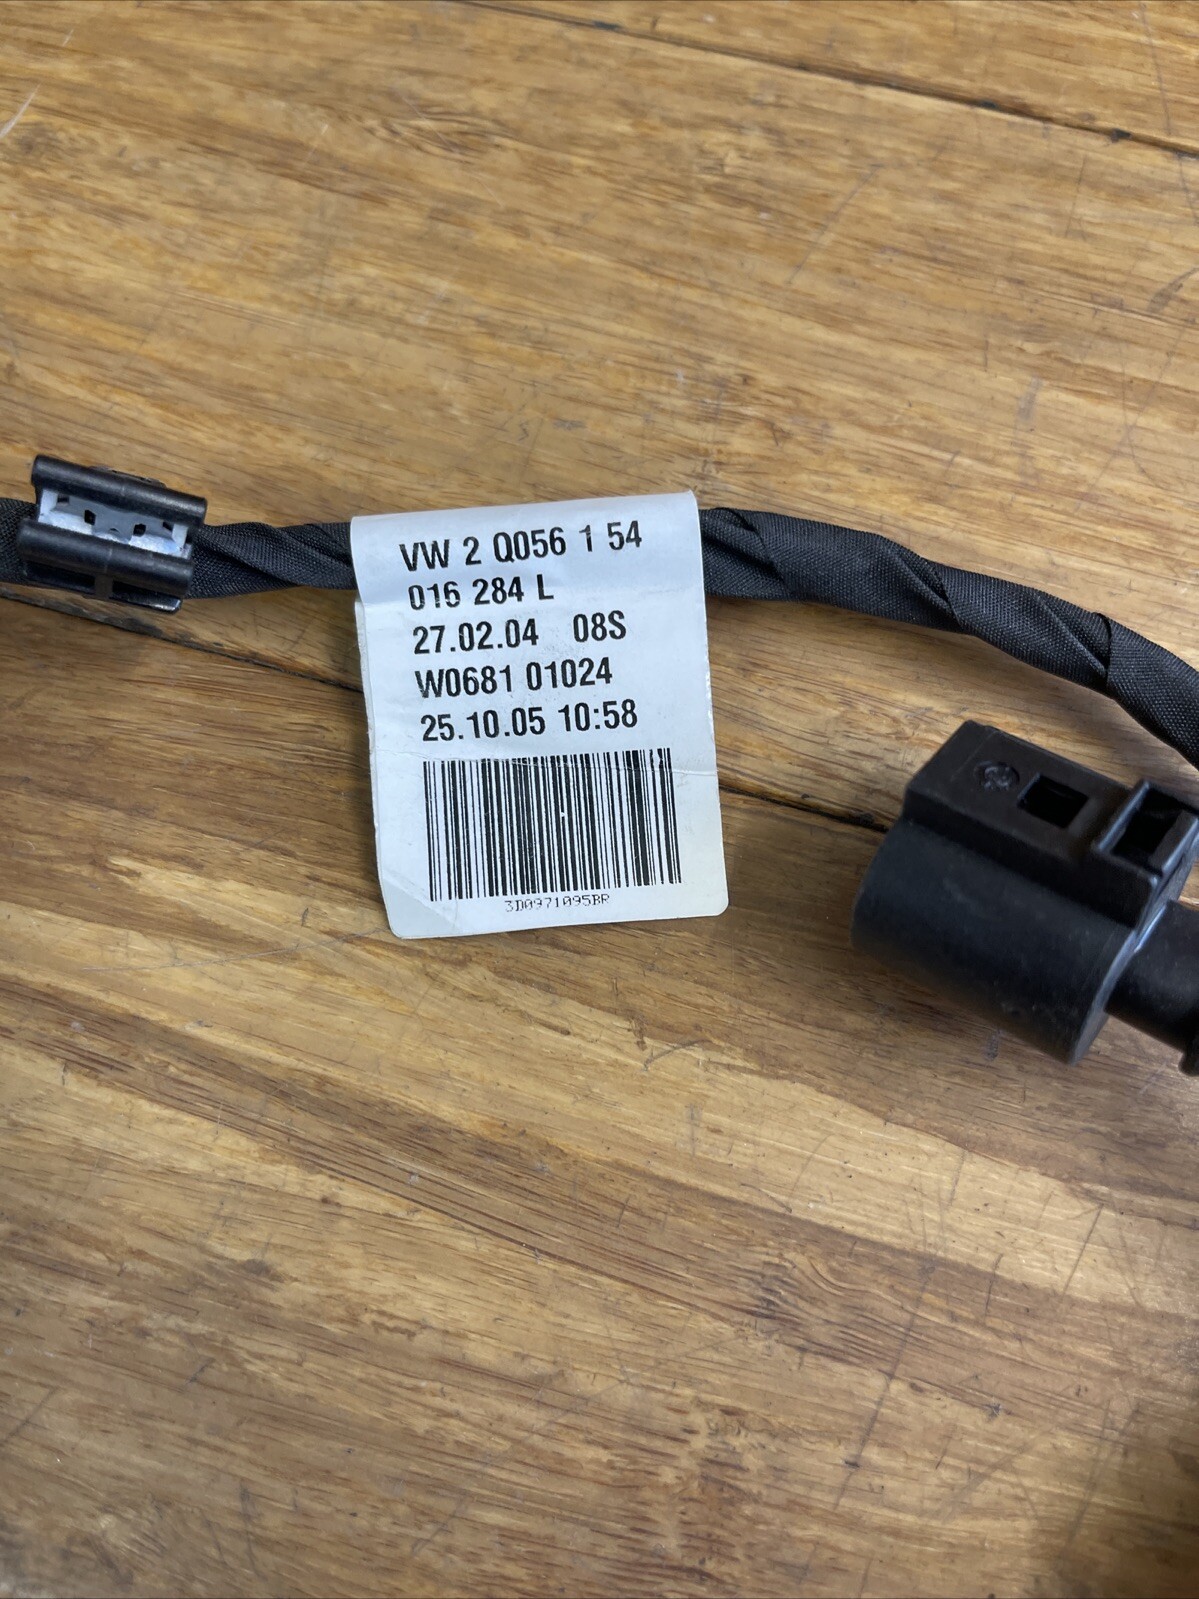 VW 2 Q056 1 54
016 284 L
27.02.04 08S
W0681 01024
25.10.05 10:58
3D0971095BR